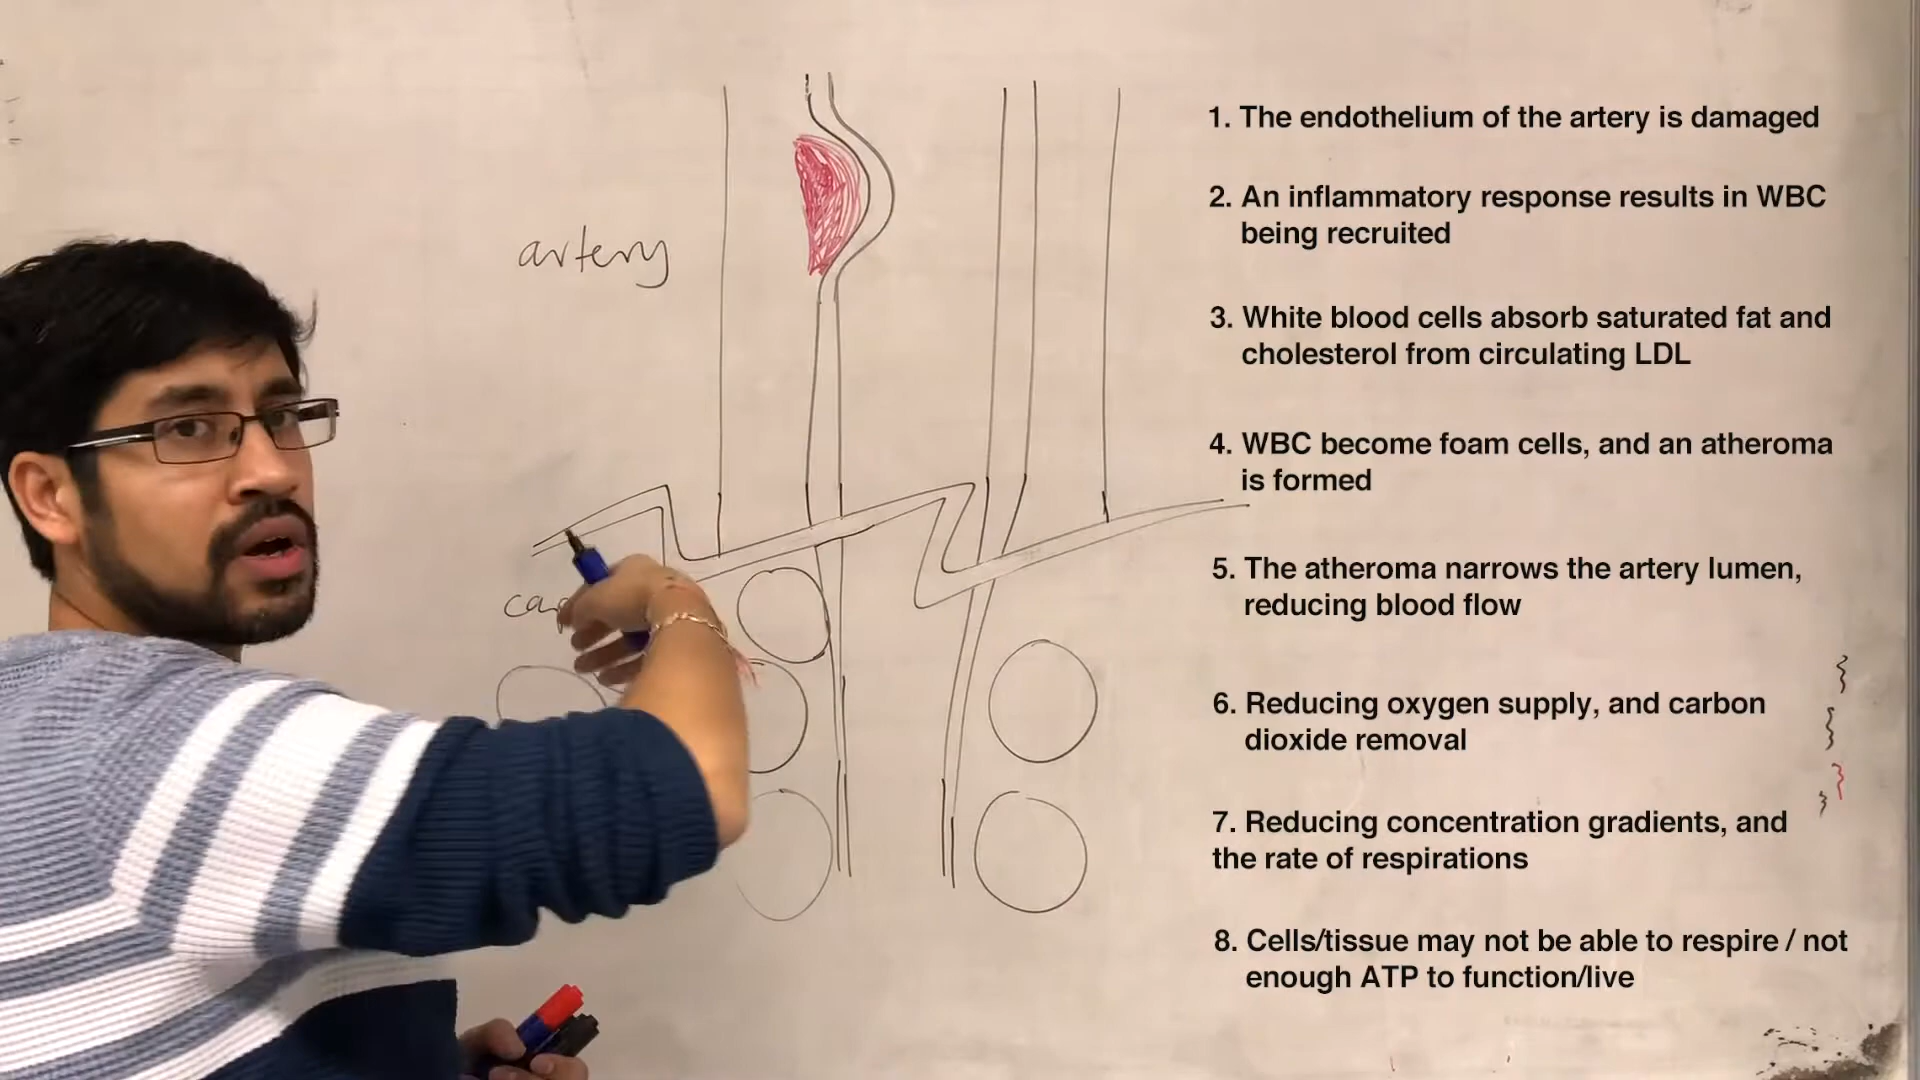 artery
1. The endothelium of the artery is damaged
2. An inflammatory response results in WBC
being recruited
3. White blood cells absorb saturated fat and
cholesterol from circulating LDL
4. WBC become foam cells, and an atheroma
is formed
5. The atheroma narrows the artery lumen,
reducing blood flow
6. Reducing oxygen supply, and carbon
dioxide removal
7. Reducing concentration gradients, and
the rate of respirations
8. Cells/tissue may not be able to respire / not
enough ATP to function/live